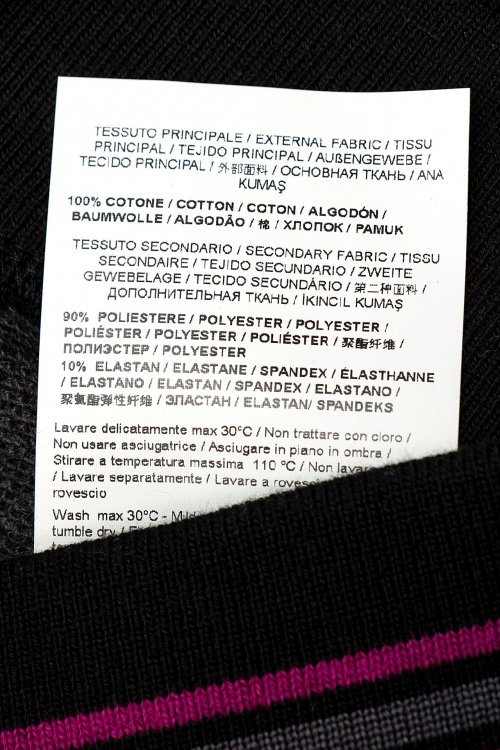 TESSUTO PRINCIPALE / EXTERNAL FABRIC / TISSU
PRINCIPAL / TEJIDO PRINCIPAL / AUßENGEWEBE /
TECIDO PRINCIPAL / 外部面料 / ОСНОВНАЯ ТКАНЬ / ANA
KUMAŞ
100% COTONE / COTTON / COTON / ALGODÓN /
BAUMWOLLE / ALGODÃO / 棉 / ХЛОПОК / PAMUK
TESSUTO SECONDARIO / SECONDARY FABRIC / TISSU
SECONDAIRE / TEJIDO SECUNDARIO / ZWEITE
GEWEBELAGE / TECIDO SECUNDÁRIO / 第二种面料 /
ДОПОЛНИТЕЛЬНАЯ ТКАНЬ / İKINCIL KUMAŞ
90% POLIESTERE / POLYESTER / POLYESTER /
POLIÉSTER / POLYESTER / POLIÉSTER / 聚酯纤维 /
ПОЛИЭСТЕР / POLYESTER
10% ELASTAN / ELASTANE / SPANDEX / ÉLASTHANNE
/ ELASTANO / ELASTAN / SPANDEX / ELASTANO /
聚氨酯弹性纤维 / ЭЛАСТАН / ELASTAN/ SPANDEKS
Lavare delicatamente max 30°C / Non trattare con cloro /
Non usare asciugatrice / Asciugare in piano in ombra /
Stirare a temperatura massima 110 °C / Non
/ Lavare separatamente / Lavare a
rovescio
Wash max 30°C -
tumble dry /